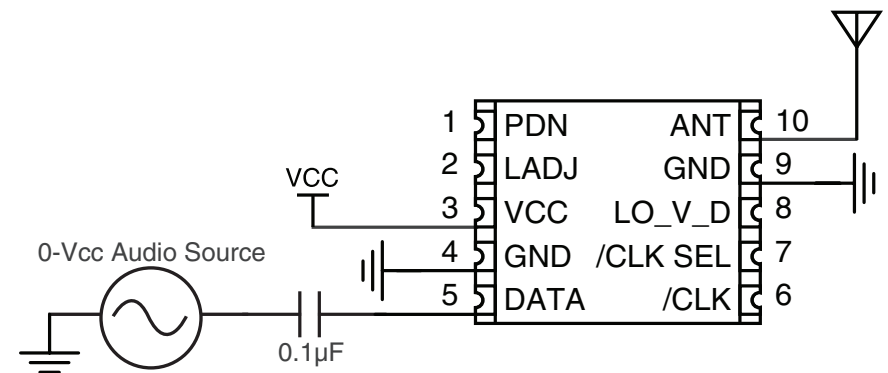 1 PDN ANT 10
2 LADJ GND 9
VCC
3 VCC LO_V_D 8
0-Vcc Audio Source
4 GND /CLK SEL 7
5 DATA /CLK 6
0.1µF